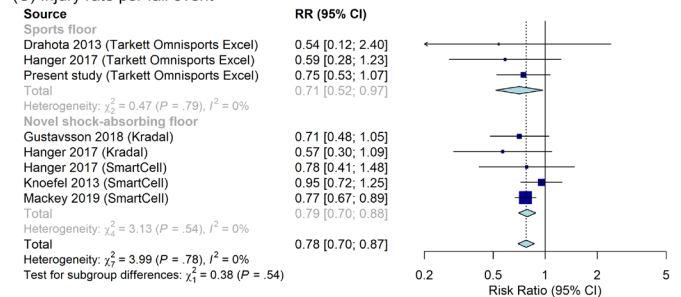 Source RR (95% CI)
Sports floor
Drahota 2013 (Tarkett Omnisports Excel) 0.54 [0.12; 2.40]
Hanger 2017 (Tarkett Omnisports Excel) 0.59 [0.28; 1.23]
Present study (Tarkett Omnisports Excel) 0.75 [0.53; 1.07]
Total 0.71 [0.52; 0.97]
Heterogeneity: χ²₂ = 0.47 (P = .79), I² = 0%
Novel shock-absorbing floor
Gustavsson 2018 (Kradal) 0.71 [0.48; 1.05]
Hanger 2017 (Kradal) 0.57 [0.30; 1.09]
Hanger 2017 (SmartCell) 0.78 [0.41; 1.48]
Knoefel 2013 (SmartCell) 0.95 [0.72; 1.25]
Mackey 2019 (SmartCell) 0.77 [0.67; 0.89]
Total 0.79 [0.70; 0.88]
Heterogeneity: χ²₄ = 3.13 (P = .54), I² = 0%
Total 0.78 [0.70; 0.87]
Heterogeneity: χ²₇ = 3.99 (P = .78), I² = 0%
Test for subgroup differences: χ²₁ = 0.38 (P = .54)
0.2 0.5 1 2 5
Risk Ratio (95% CI)